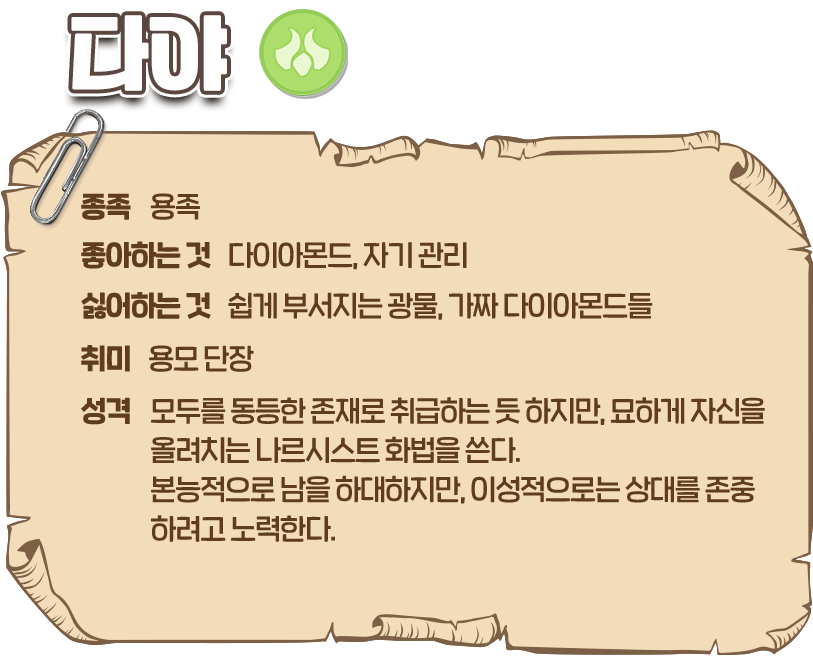 다야
종족 용족
좋아하는 것 다이아몬드, 자기 관리
싫어하는 것 쉽게 부서지는 광물, 가짜 다이아몬드들
취미 용모 단장
성격 모두를 동등한 존재로 취급하는 듯 하지만, 묘하게 자신을
올려치는 나르시스트 화법을 쓴다.
본능적으로 남을 하대하지만, 이성적으로는 상대를 존중
하려고 노력한다.